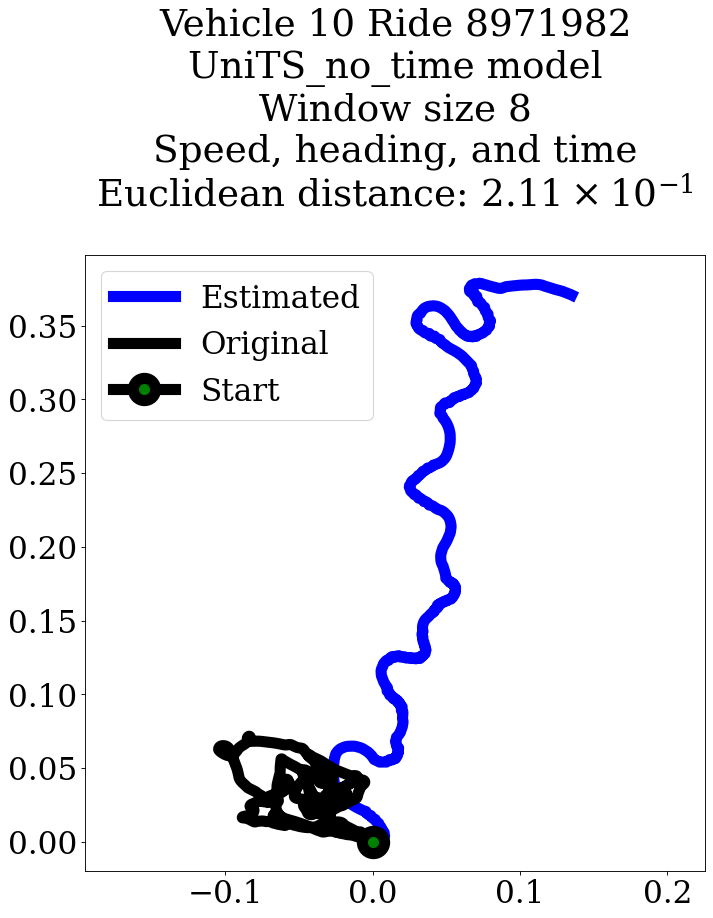 Vehicle 10 Ride 8971982
UniTS_no_time model
Window size 8
Speed, heading, and time
Euclidean distance: 2.11 × 10⁻¹
Estimated
Original
Start
0.35
0.30
0.25
0.20
0.15
0.10
0.05
0.00
−0.1 0.0 0.1 0.2